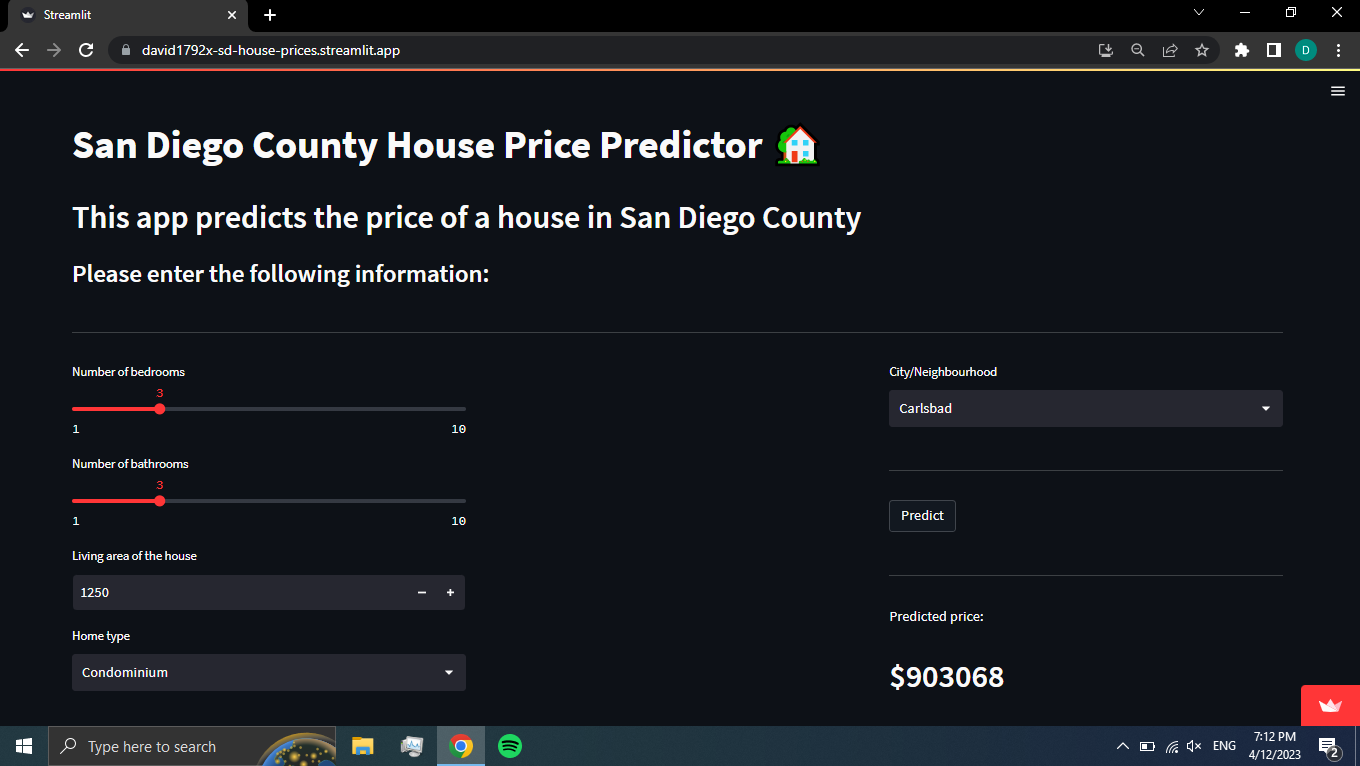 Streamlit
david1792x-sd-house-prices.streamlit.app
D
San Diego County House Price Predictor
This app predicts the price of a house in San Diego County
Please enter the following information:
Number of bedrooms
3
1 10
Number of bathrooms
3
1 10
Living area of the house
1250
Home type
Condominium
City/Neighbourhood
Carlsbad
Predict
Predicted price:
$903068
Type here to search
ENG
7:12 PM
4/12/2023
2